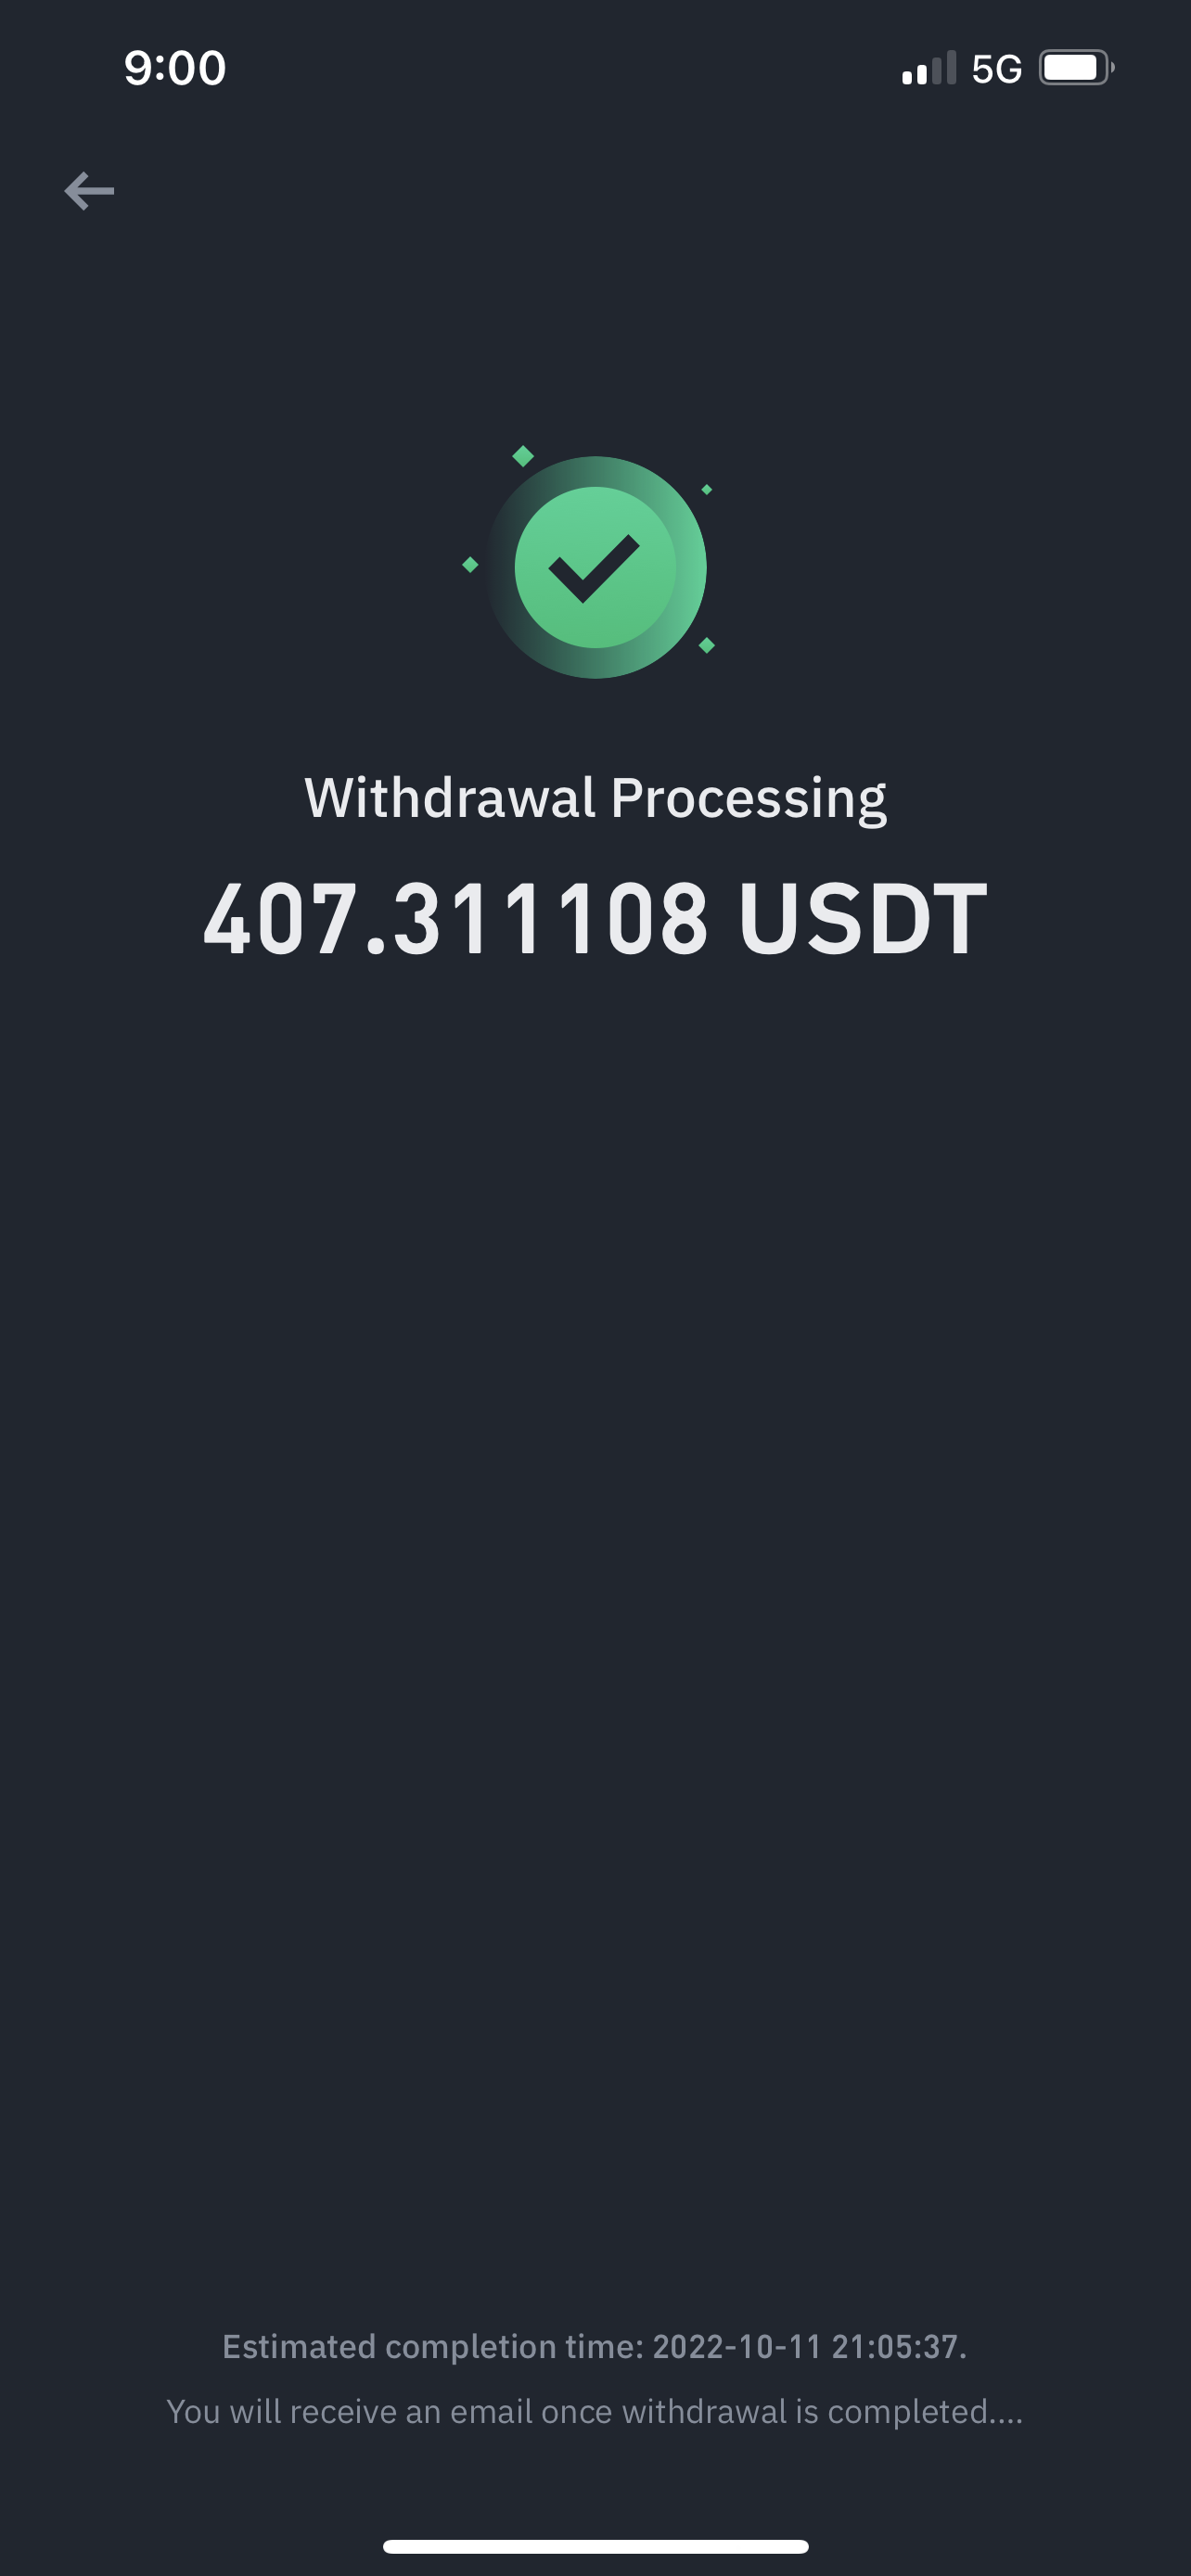 9:00 5G
Withdrawal Processing
407.311108 USDT
Estimated completion time: 2022-10-11 21:05:37.
You will receive an email once withdrawal is completed....